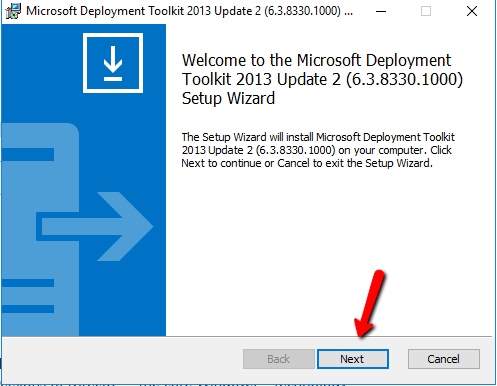 Microsoft Deployment Toolkit 2013 Update 2 (6.3.8330.1000) ...
Welcome to the Microsoft Deployment
Toolkit 2013 Update 2 (6.3.8330.1000)
Setup Wizard
The Setup Wizard will install Microsoft Deployment Toolkit
2013 Update 2 (6.3.8330.1000) on your computer. Click
Next to continue or Cancel to exit the Setup Wizard.
Back
Next
Cancel